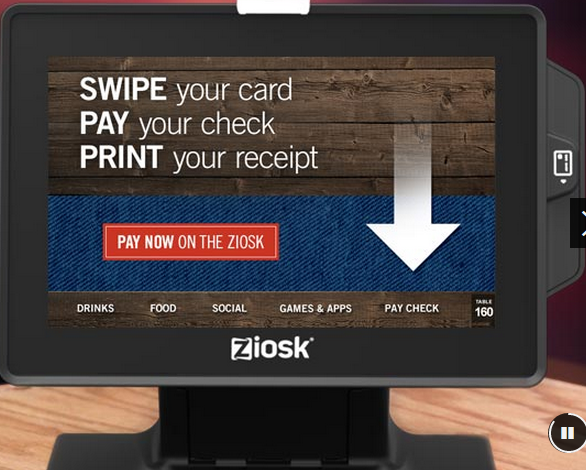 SWIPE your card
PAY your check
PRINT your receipt
PAY NOW ON THE ZIOSK
DRINKS FOOD SOCIAL GAMES & APPS PAY CHECK TABLE 160
Ziosk